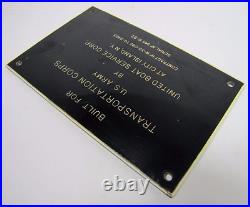 BUILT FOR
TRANSPORTATION CORPS
U.S. ARMY
BY
UNITED BOAT SERVICE CORP.
AT CITY ISLAND, N.Y.